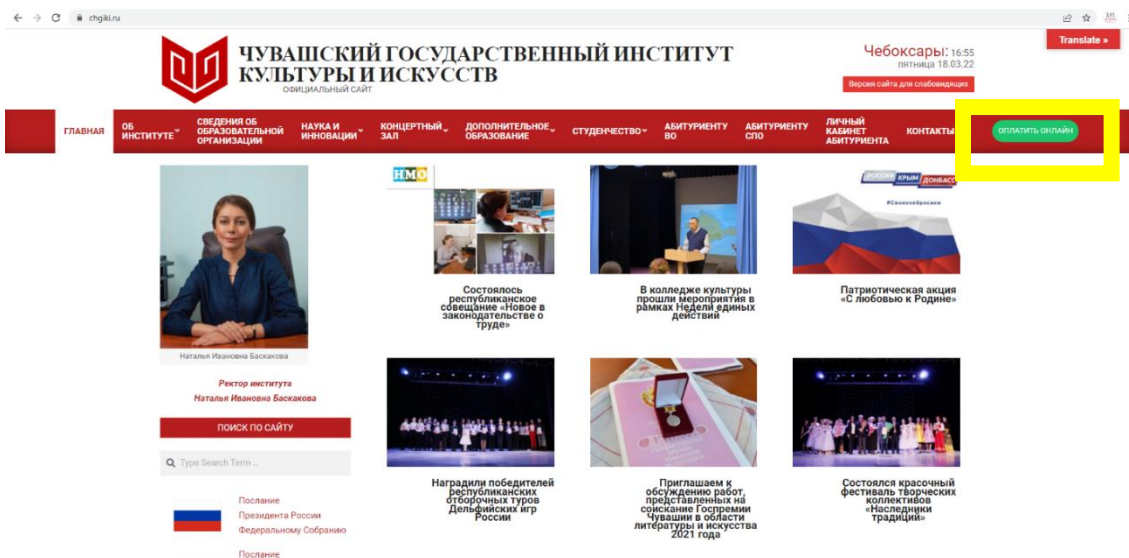 chgiki.ru
ЧУВАШСКИЙ ГОСУДАРСТВЕННЫЙ ИНСТИТУТ
КУЛЬТУРЫ И ИСКУССТВ
ОФИЦИАЛЬНЫЙ САЙТ
Чебоксары: 16:55
пятница 18.03.22
Версия сайта для слабовидящих
Translate »
ГЛАВНАЯ
ОБ
ИНСТИТУТЕ
СВЕДЕНИЯ ОБ
ОБРАЗОВАТЕЛЬНОЙ
ОРГАНИЗАЦИИ
НАУКА И
ИННОВАЦИИ
КОНЦЕРТНЫЙ
ЗАЛ
ДОПОЛНИТЕЛЬНОЕ
ОБРАЗОВАНИЕ
СТУДЕНЧЕСТВО
АБИТУРИЕНТУ
ВО
АБИТУРИЕНТУ
СПО
ЛИЧНЫЙ
КАБИНЕТ
АБИТУРИЕНТА
КОНТАКТЫ
ОПЛАТИТЬ ОНЛАЙН
Наталья Ивановна Баскакова
Ректор института
Наталья Ивановна Баскакова
ПОИСК ПО САЙТУ
Type Search Term ...
Послание
Президента России
Федеральному Собранию
Послание
НМО
Состоялось
республиканское
совещание «Новое в
законодательстве о
труде»
В колледже культуры
прошли мероприятия в
рамках Недели единых
действий
РОССИЯ КРЫМ ДОНБАСС
#СвоихнеБросаем
Патриотическая акция
«С любовью к Родине»
Наградили победителей
республиканских
отборочных туров
Дельфийских игр
России
Приглашаем к
обсуждению работ,
представленных на
соискание Госпремии
Чувашии в области
литературы и искусства
2021 года
Состоялся красочный
фестиваль творческих
коллективов
«Наследники
традиций»